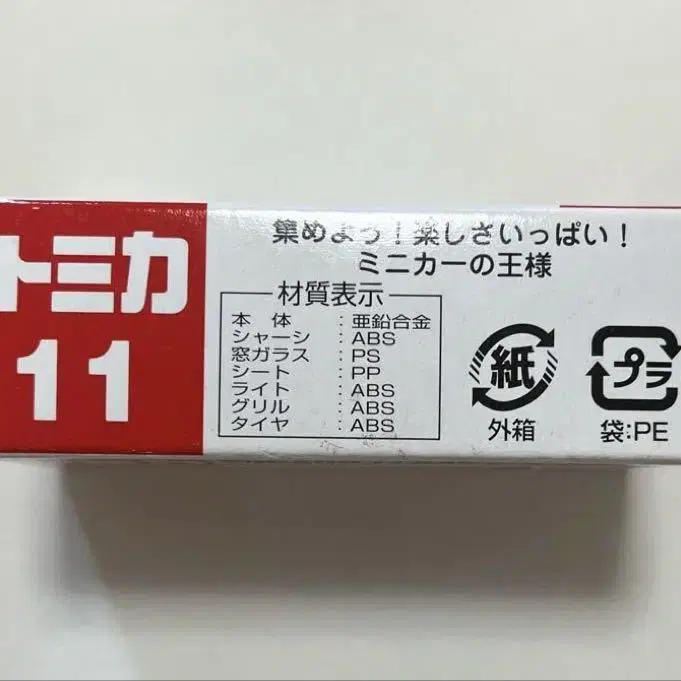 トミカ
11
集めよう！楽しさいっぱい！
ミニカーの王様
材質表示
本体：亜鉛合金
シャーシ：ABS
窓ガラス：PS
シート：PP
ライト：ABS
グリル：ABS
タイヤ：ABS
紙
外箱
プラ
袋:PE